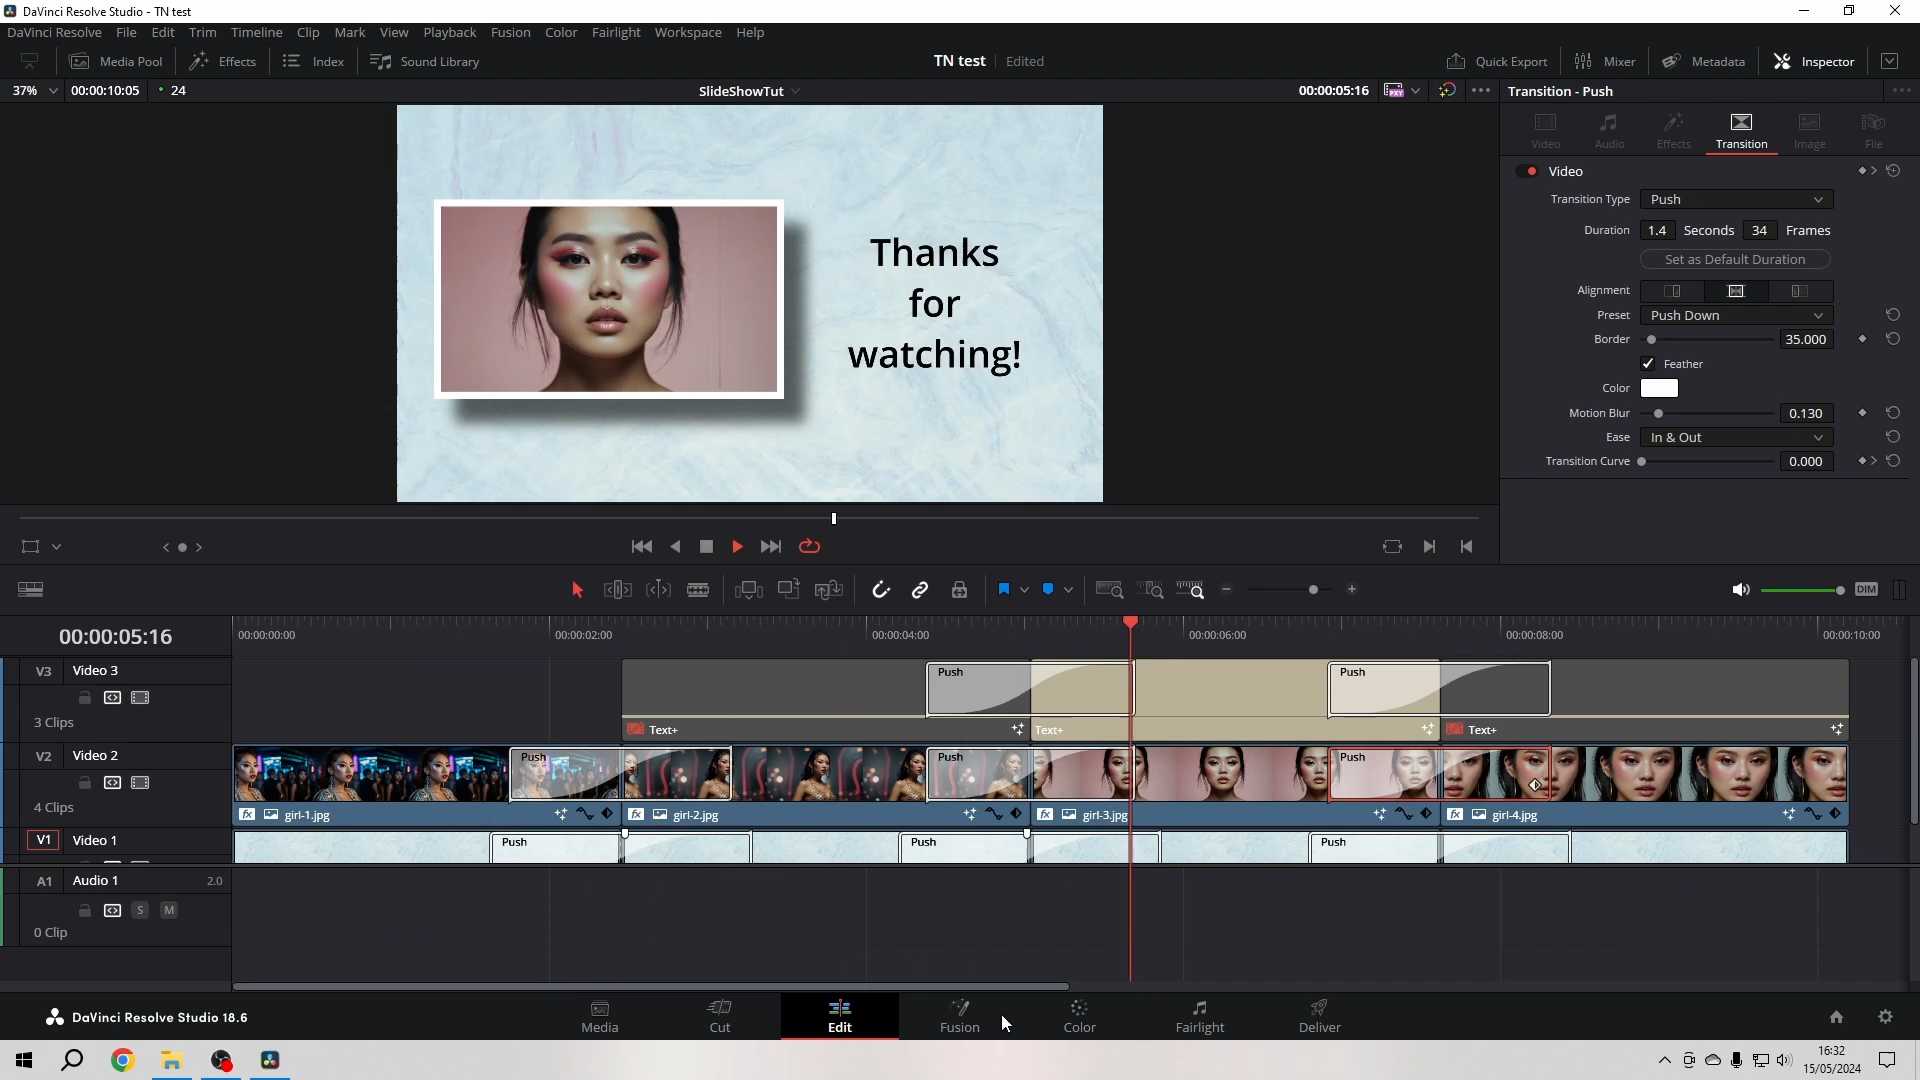 DaVinci Resolve Studio - TN test
DaVinci Resolve File Edit Trim Timeline Clip Mark View Playback Fusion Color Fairlight Workspace Help
Media Pool Effects Index Sound Library TN test Edited Quick Export Mixer Metadata Inspector
37% 00:00:10:05 24 SlideShowTut 00:00:05:16 PXY Transition - Push
Video Audio Effects Transition Image File
Video
Transition Type Push
Duration 1.4 Seconds 34 Frames
Set as Default Duration
Alignment
Preset Push Down
Border 35.000
Feather
Color
Motion Blur 0.130
Ease In & Out
Transition Curve 0.000
Thanks
for
watching!
DIM
00:00:05:16 00:00:00:00 00:00:02:00 00:00:04:00 00:00:06:00 00:00:08:00 00:00:10:00
V3 Video 3 Push Push
3 Clips Text+ Text+ Text+
V2 Video 2 Push Push Push
4 Clips fx girl-1.jpg fx girl-2.jpg fx girl-3.jpg fx girl-4.jpg
V1 Video 1 Push Push Push
A1 Audio 1 2.0
S M
0 Clip
DaVinci Resolve Studio 18.6 Media Cut Edit Fusion Color Fairlight Deliver
16:32
15/05/2024